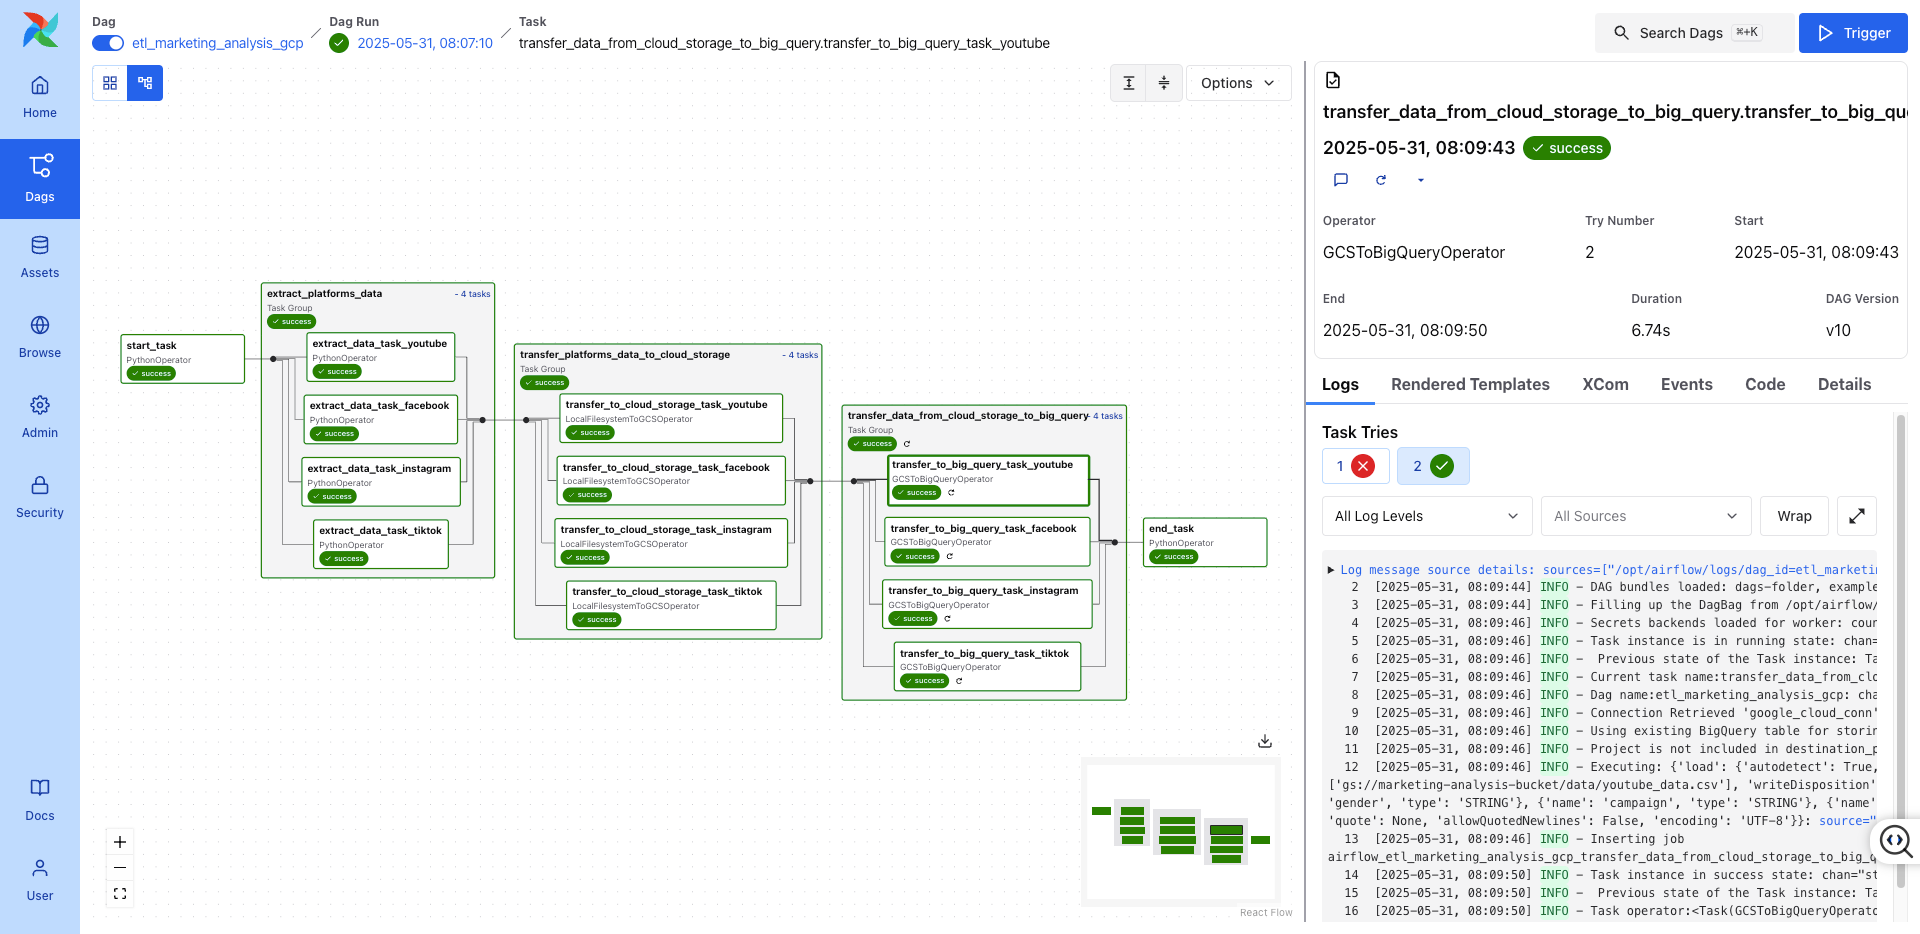 Dag
etl_marketing_analysis_gcp
Dag Run
2025-05-31, 08:07:10
Task
transfer_data_from_cloud_storage_to_big_query.transfer_to_big_query_task_youtube
Search Dags
⌘+K
Trigger
Home
Dags
Assets
Browse
Admin
Security
Docs
User
Options
start_task
PythonOperator
success
extract_platforms_data
- 4 tasks
Task Group
success
extract_data_task_youtube
PythonOperator
success
extract_data_task_facebook
PythonOperator
success
extract_data_task_instagram
PythonOperator
success
extract_data_task_tiktok
PythonOperator
success
transfer_platforms_data_to_cloud_storage
- 4 tasks
Task Group
success
transfer_to_cloud_storage_task_youtube
LocalFilesystemToGCSOperator
success
transfer_to_cloud_storage_task_facebook
LocalFilesystemToGCSOperator
success
transfer_to_cloud_storage_task_instagram
LocalFilesystemToGCSOperator
success
transfer_to_cloud_storage_task_tiktok
LocalFilesystemToGCSOperator
success
transfer_data_from_cloud_storage_to_big_query
- 4 tasks
Task Group
success
transfer_to_big_query_task_youtube
GCSToBigQueryOperator
success
transfer_to_big_query_task_facebook
GCSToBigQueryOperator
success
transfer_to_big_query_task_instagram
GCSToBigQueryOperator
success
transfer_to_big_query_task_tiktok
GCSToBigQueryOperator
success
end_task
PythonOperator
success
React Flow
transfer_data_from_cloud_storage_to_big_query.transfer_to_big_qu
2025-05-31, 08:09:43
success
Operator
GCSToBigQueryOperator
Try Number
2
Start
2025-05-31, 08:09:43
End
2025-05-31, 08:09:50
Duration
6.74s
DAG Version
v10
Logs
Rendered Templates
XCom
Events
Code
Details
Task Tries
1
2
All Log Levels
All Sources
Wrap
▶ Log message source details: sources=["/opt/airflow/logs/dag_id=etl_marketin
2 [2025-05-31, 08:09:44] INFO - DAG bundles loaded: dags-folder, example
3 [2025-05-31, 08:09:44] INFO - Filling up the DagBag from /opt/airflow/
4 [2025-05-31, 08:09:46] INFO - Secrets backends loaded for worker: coun
5 [2025-05-31, 08:09:46] INFO - Task instance is in running state: chan=
6 [2025-05-31, 08:09:46] INFO -  Previous state of the Task instance: Ta
7 [2025-05-31, 08:09:46] INFO - Current task name:transfer_data_from_clo
8 [2025-05-31, 08:09:46] INFO - Dag name:etl_marketing_analysis_gcp: cha
9 [2025-05-31, 08:09:46] INFO - Connection Retrieved 'google_cloud_conn'
10 [2025-05-31, 08:09:46] INFO - Using existing BigQuery table for storin
11 [2025-05-31, 08:09:46] INFO - Project is not included in destination_p
12 [2025-05-31, 08:09:46] INFO - Executing: {'load': {'autodetect': True,
['gs://marketing-analysis-bucket/data/youtube_data.csv'], 'writeDisposition'
'gender', 'type': 'STRING'}, {'name': 'campaign', 'type': 'STRING'}, {'name'
'quote': None, 'allowQuotedNewlines': False, 'encoding': 'UTF-8'}}: source="
13 [2025-05-31, 08:09:46] INFO - Inserting job
airflow_etl_marketing_analysis_gcp_transfer_data_from_cloud_storage_to_big_q
14 [2025-05-31, 08:09:50] INFO - Task instance in success state: chan="st
15 [2025-05-31, 08:09:50] INFO -  Previous state of the Task instance: Ta
16 [2025-05-31, 08:09:50] INFO - Task operator:<Task(GCSToBigQueryOperato